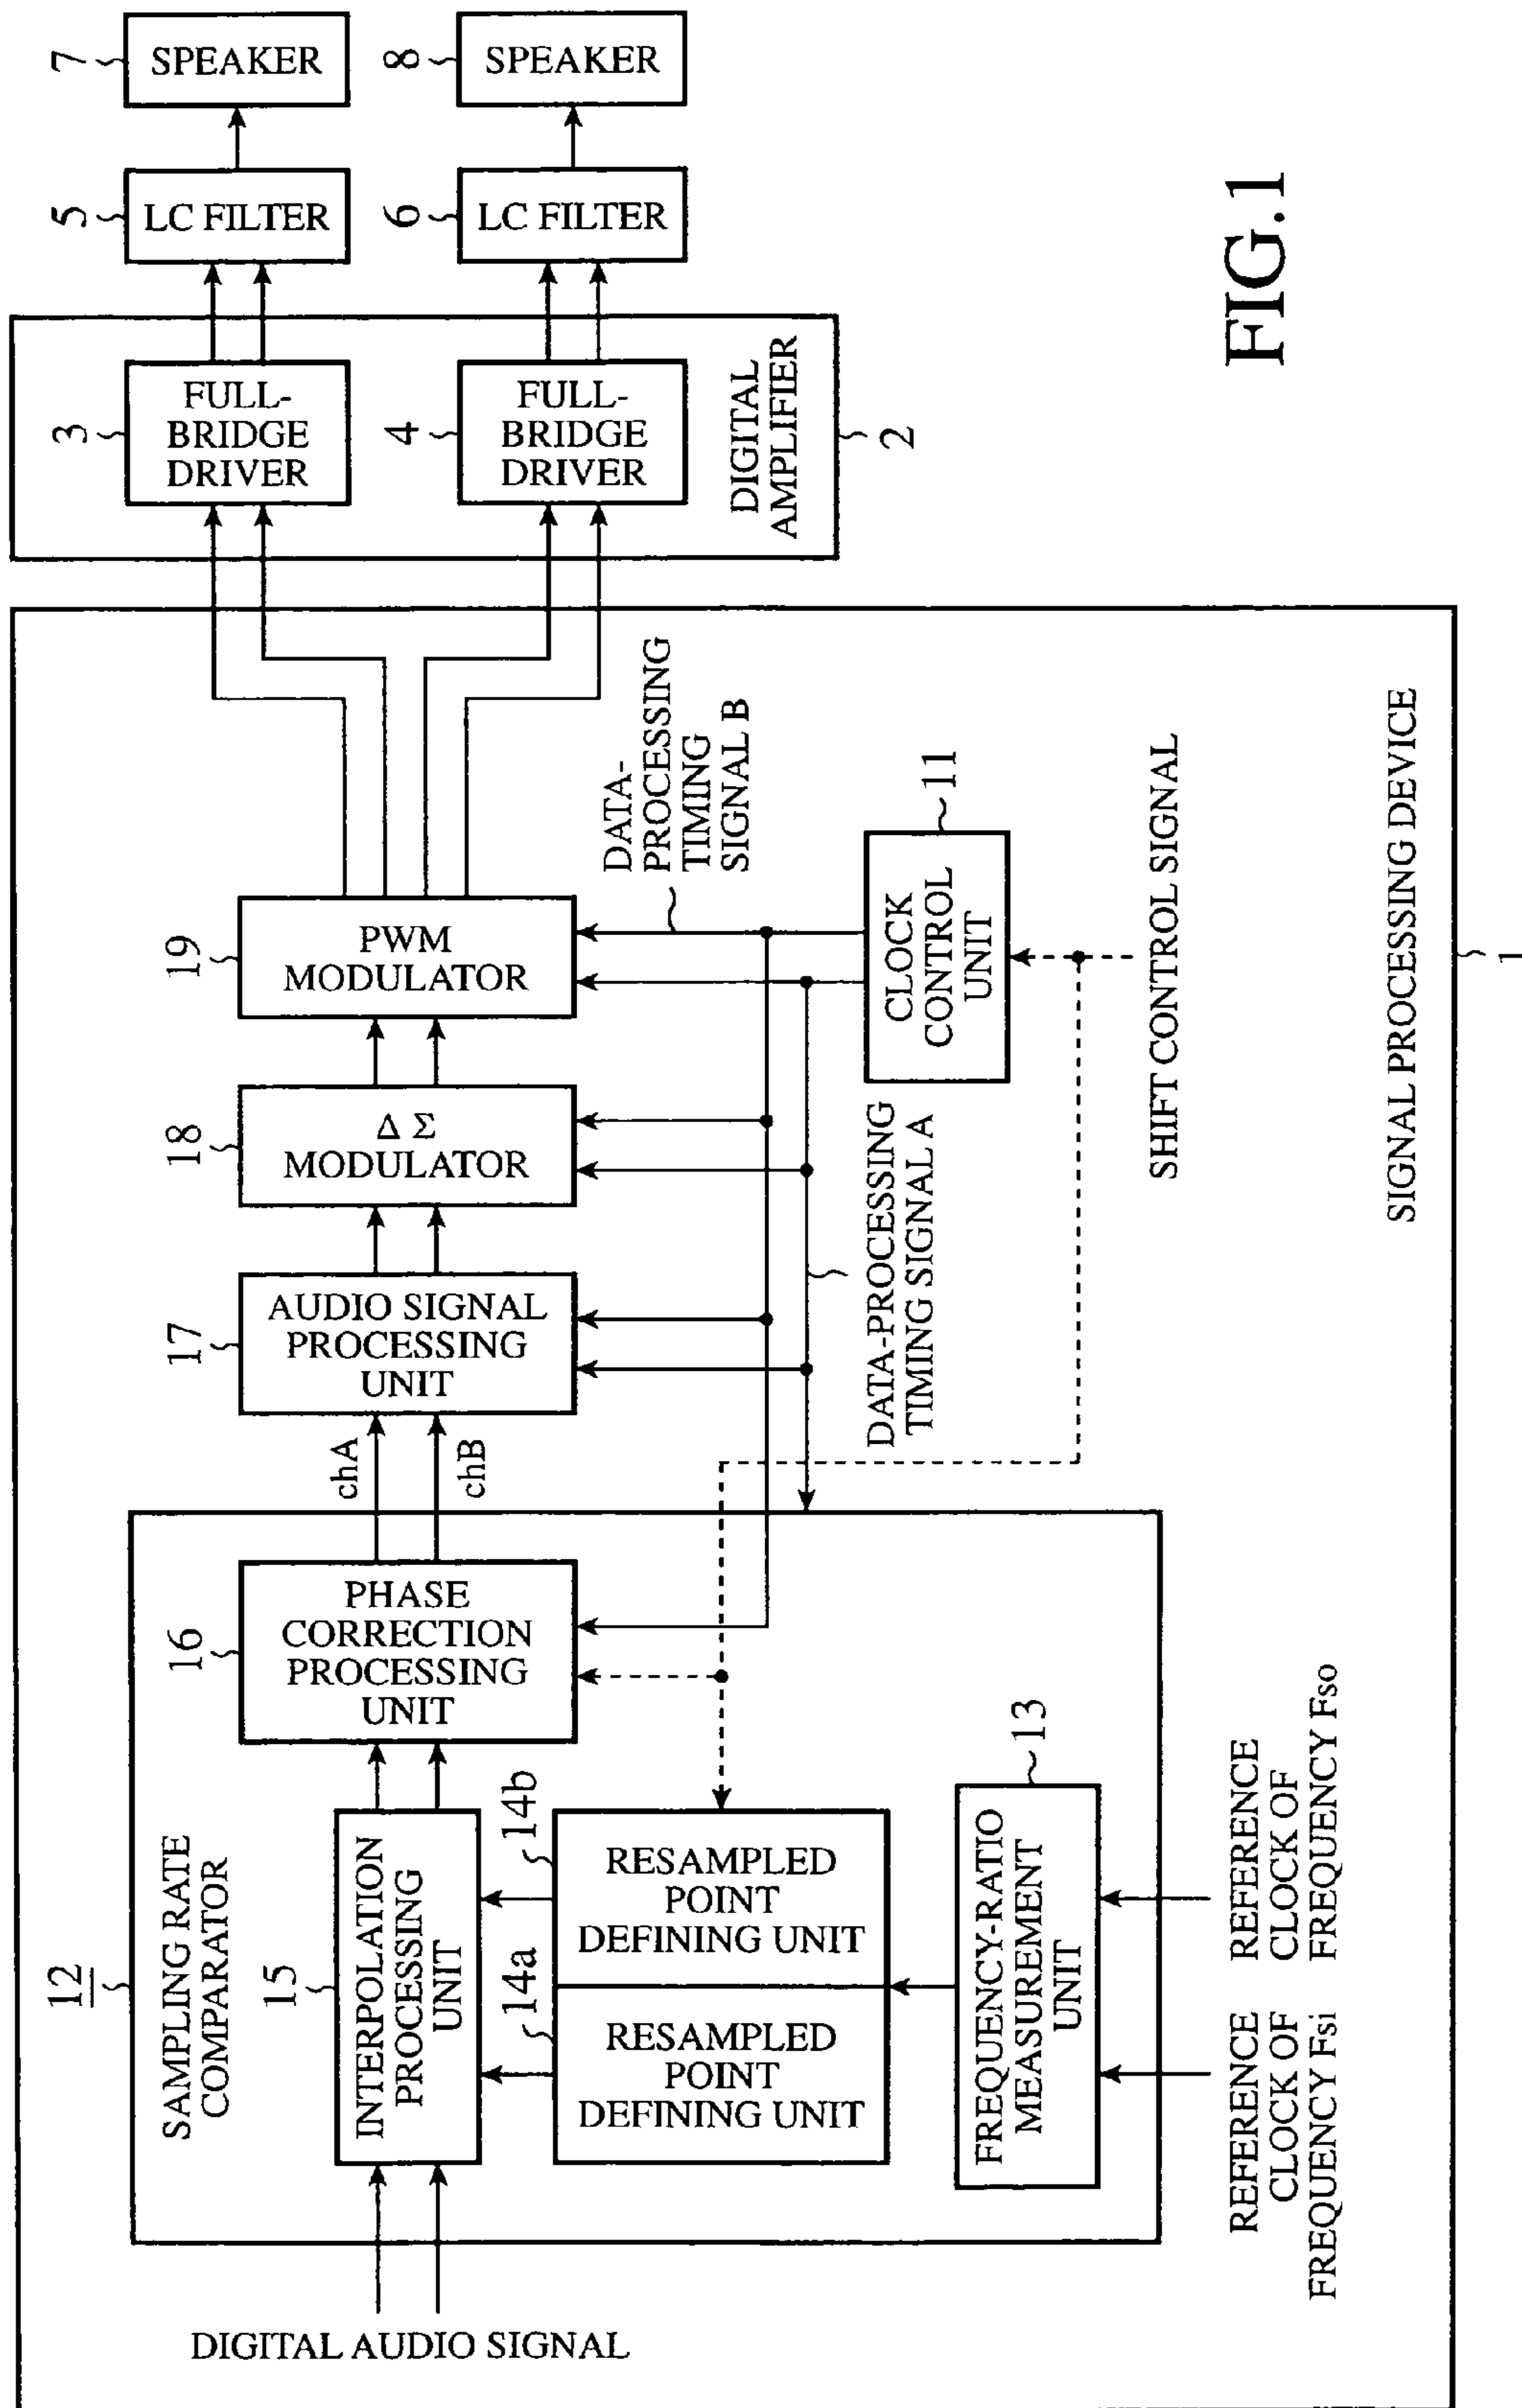 DIGITAL AUDIO SIGNAL
12
SAMPLING RATE
COMPARATOR
15
INTERPOLATION
PROCESSING
UNIT
14a
14b
RESAMPLED
POINT
DEFINING UNIT
RESAMPLED
POINT
DEFINING UNIT
13
FREQUENCY-RATIO
MEASUREMENT
UNIT
REFERENCE
CLOCK OF
FREQUENCY Fsi
REFERENCE
CLOCK OF
FREQUENCY Fso
16
PHASE
CORRECTION
PROCESSING
UNIT
chA
chB
17
AUDIO SIGNAL
PROCESSING
UNIT
18
Δ Σ
MODULATOR
19
PWM
MODULATOR
DATA-PROCESSING
TIMING SIGNAL A
DATA-
PROCESSING
TIMING
SIGNAL B
11
CLOCK
CONTROL
UNIT
SHIFT CONTROL SIGNAL
SIGNAL PROCESSING DEVICE
1
3
FULL-
BRIDGE
DRIVER
4
FULL-
BRIDGE
DRIVER
DIGITAL
AMPLIFIER
2
5
LC FILTER
6
LC FILTER
7
SPEAKER
8
SPEAKER
FIG.1